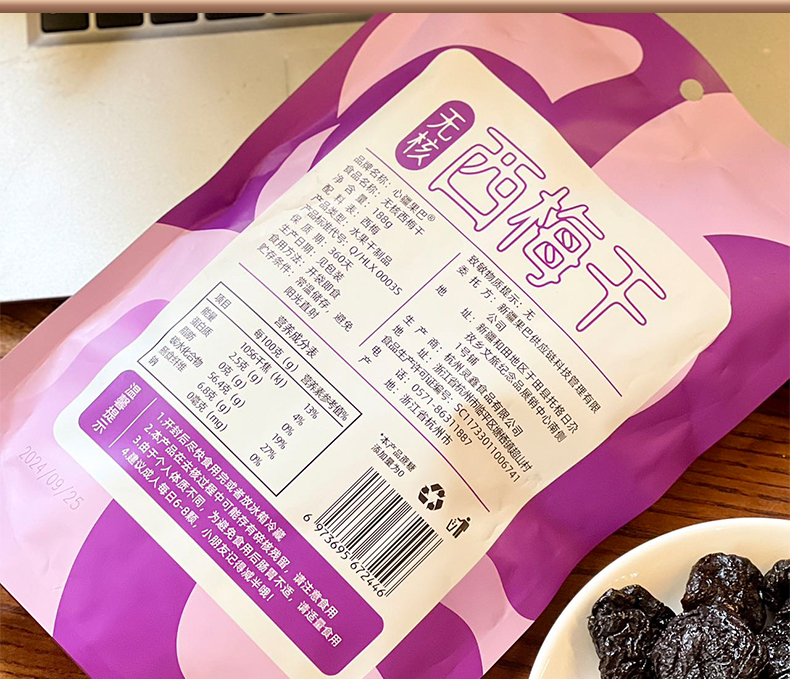 无核
西梅干
品牌名称：心疆果巴®
食品名称：无核西梅干
净含量：188g
配料表：西梅
产品类型：水果干制品
产品标准代号：Q/HLX 0003S
保质期：360天
生产日期：见包装
食用方法：开袋即食
贮存条件：常温储存，避免
阳光直射
致敏物质提示：无
委托方：新疆果巴供应链科技管理有限
公司
地址：新疆和田地区于田县托格日尕
孜乡文旅纪念品展销中心南侧
1号铺
生产商：杭州灵鑫食品有限公司
地址：浙江省杭州市临平区塘栖镇超山村
食品生产许可证编号：SC11733011006741
电话：0571-86311887
产地：浙江省杭州市
营养成分表
项目 每100克 (g) 营养素参考值%
能量 1056千焦 (kJ) 13%
蛋白质 2.5克 (g) 4%
脂肪 0克 (g) 0%
碳水化合物 56.4克 (g) 19%
膳食纤维 6.8克 (g) 27%
钠 0毫克 (mg) 0%
*本产品蔗糖
添加量为0
温馨提示
1.开封后尽快食用完或者放冰箱冷藏
2.本产品在去核过程中可能存有碎核残留，请注意食用
3.由于个人体质不同，为避免食用后肠胃不适，请适量食用
4.建议成人每日6-8颗，小朋友记得减半哦！
6 973695 672446
2024/09/25